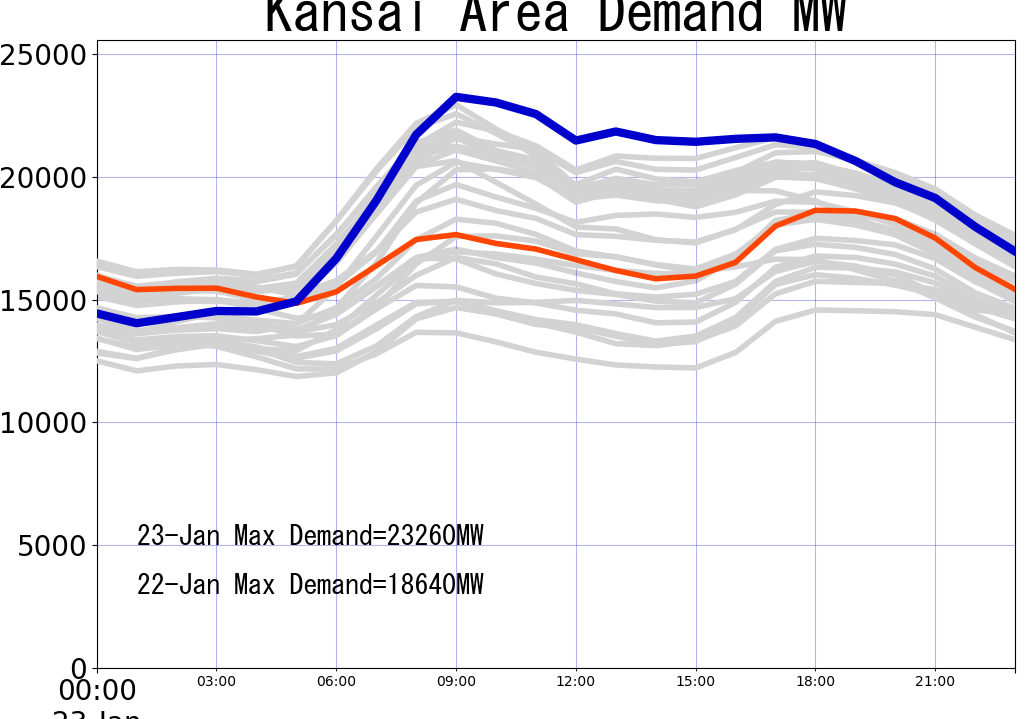 Kansai Area Demand MW
25000
20000
15000
10000
5000
0
23-Jan Max Demand=23260MW
22-Jan Max Demand=18640MW
00:00 03:00 06:00 09:00 12:00 15:00 18:00 21:00
23-Jan